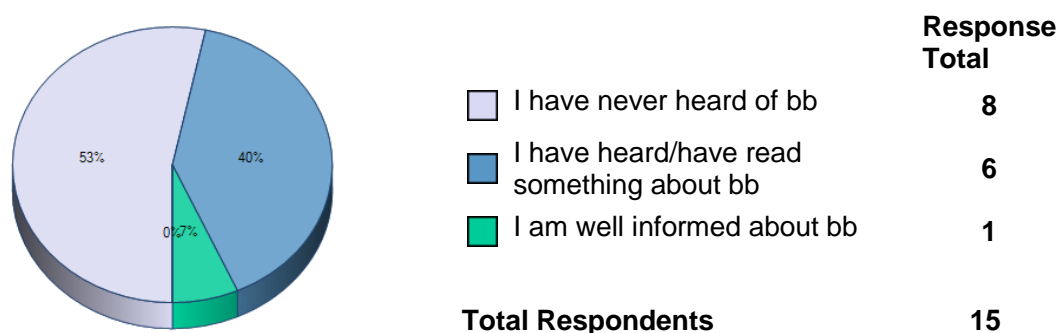 Response
Total
I have never heard of bb 8
I have heard/have read
something about bb 6
I am well informed about bb 1
Total Respondents 15
53%
40%
0%
7%